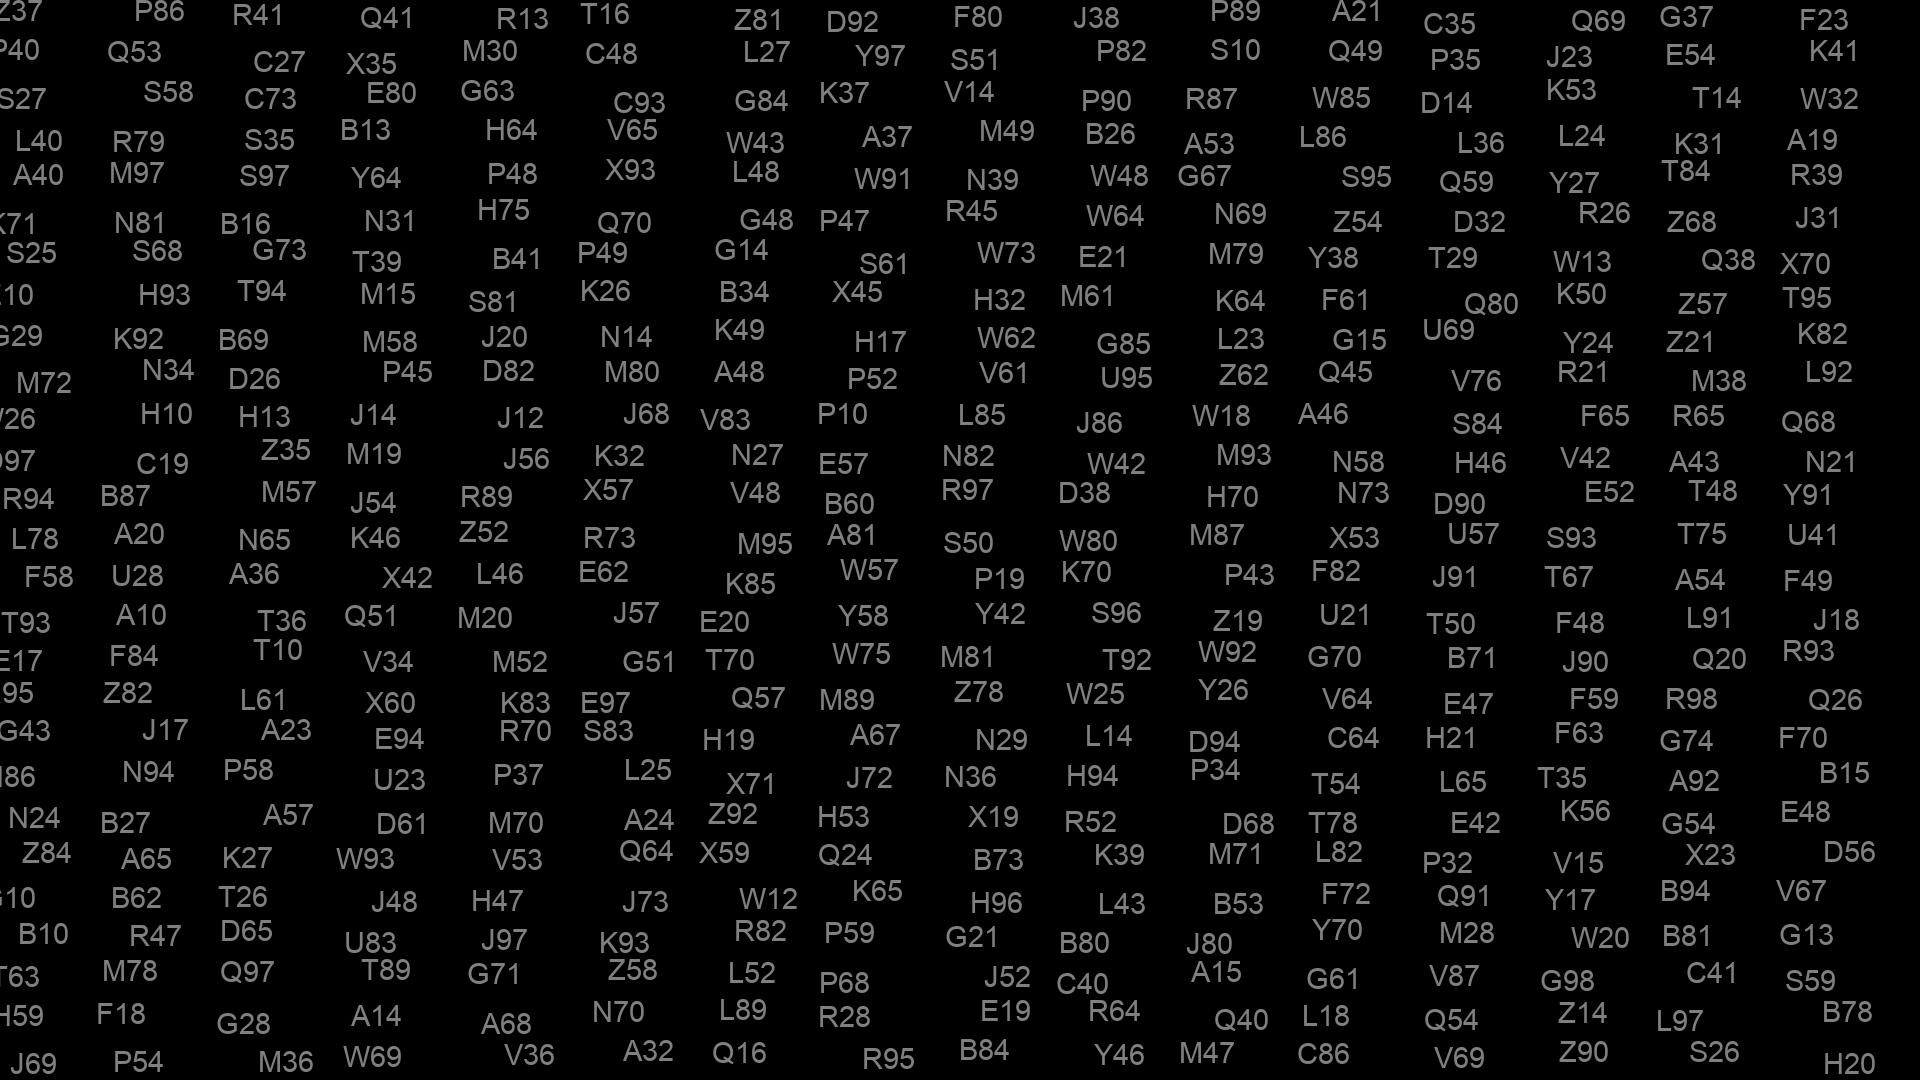 Z37 P86 R41 Q41 R13 T16 Z81 D92 F80 J38 P89 A21 C35 Q69 G37 F23
P40 Q53 C27 X35 M30 C48 L27 Y97 S51 P82 S10 Q49 P35 J23 E54 K41
S27 S58 C73 E80 G63 C93 G84 K37 V14 P90 R87 W85 D14 K53 T14 W32
L40 R79 S35 B13 H64 V65 W43 A37 M49 B26 A53 L86 L36 L24 K31 A19
A40 M97 S97 Y64 P48 X93 L48 W91 N39 W48 G67 S95 Q59 Y27 T84 R39
K71 N81 B16 N31 H75 Q70 G48 P47 R45 W64 N69 Z54 D32 R26 Z68 J31
S25 S68 G73 T39 B41 P49 G14 S61 W73 E21 M79 Y38 T29 W13 Q38 X70
10 H93 T94 M15 S81 K26 B34 X45 H32 M61 K64 F61 Q80 K50 Z57 T95
G29 K92 B69 M58 J20 N14 K49 H17 W62 G85 L23 G15 U69 Y24 Z21 K82
M72 N34 D26 P45 D82 M80 A48 P52 V61 U95 Z62 Q45 V76 R21 M38 L92
26 H10 H13 J14 J12 J68 V83 P10 L85 J86 W18 A46 S84 F65 R65 Q68
97 C19 Z35 M19 J56 K32 N27 E57 N82 W42 M93 N58 H46 V42 A43 N21
R94 B87 M57 J54 R89 X57 V48 B60 R97 D38 H70 N73 D90 E52 T48 Y91
L78 A20 N65 K46 Z52 R73 M95 A81 S50 W80 M87 X53 U57 S93 T75 U41
F58 U28 A36 X42 L46 E62 K85 W57 P19 K70 P43 F82 J91 T67 A54 F49
T93 A10 T36 Q51 M20 J57 E20 Y58 Y42 S96 Z19 U21 T50 F48 L91 J18
E17 F84 T10 V34 M52 G51 T70 W75 M81 T92 W92 G70 B71 J90 Q20 R93
95 Z82 L61 X60 K83 E97 Q57 M89 Z78 W25 Y26 V64 E47 F59 R98 Q26
G43 J17 A23 E94 R70 S83 H19 A67 N29 L14 D94 C64 H21 F63 G74 F70
86 N94 P58 U23 P37 L25 X71 J72 N36 H94 P34 T54 L65 T35 A92 B15
N24 B27 A57 D61 M70 A24 Z92 H53 X19 R52 D68 T78 E42 K56 G54 E48
Z84 A65 K27 W93 V53 Q64 X59 Q24 B73 K39 M71 L82 P32 V15 X23 D56
10 B62 T26 J48 H47 J73 W12 K65 H96 L43 B53 F72 Q91 Y17 B94 V67
B10 R47 D65 U83 J97 K93 R82 P59 G21 B80 J80 Y70 M28 W20 B81 G13
T63 M78 Q97 T89 G71 Z58 L52 P68 J52 C40 A15 G61 V87 G98 C41 S59
H59 F18 G28 A14 A68 N70 L89 R28 E19 R64 Q40 L18 Q54 Z14 L97 B78
J69 P54 M36 W69 V36 A32 Q16 R95 B84 Y46 M47 C86 V69 Z90 S26 H20